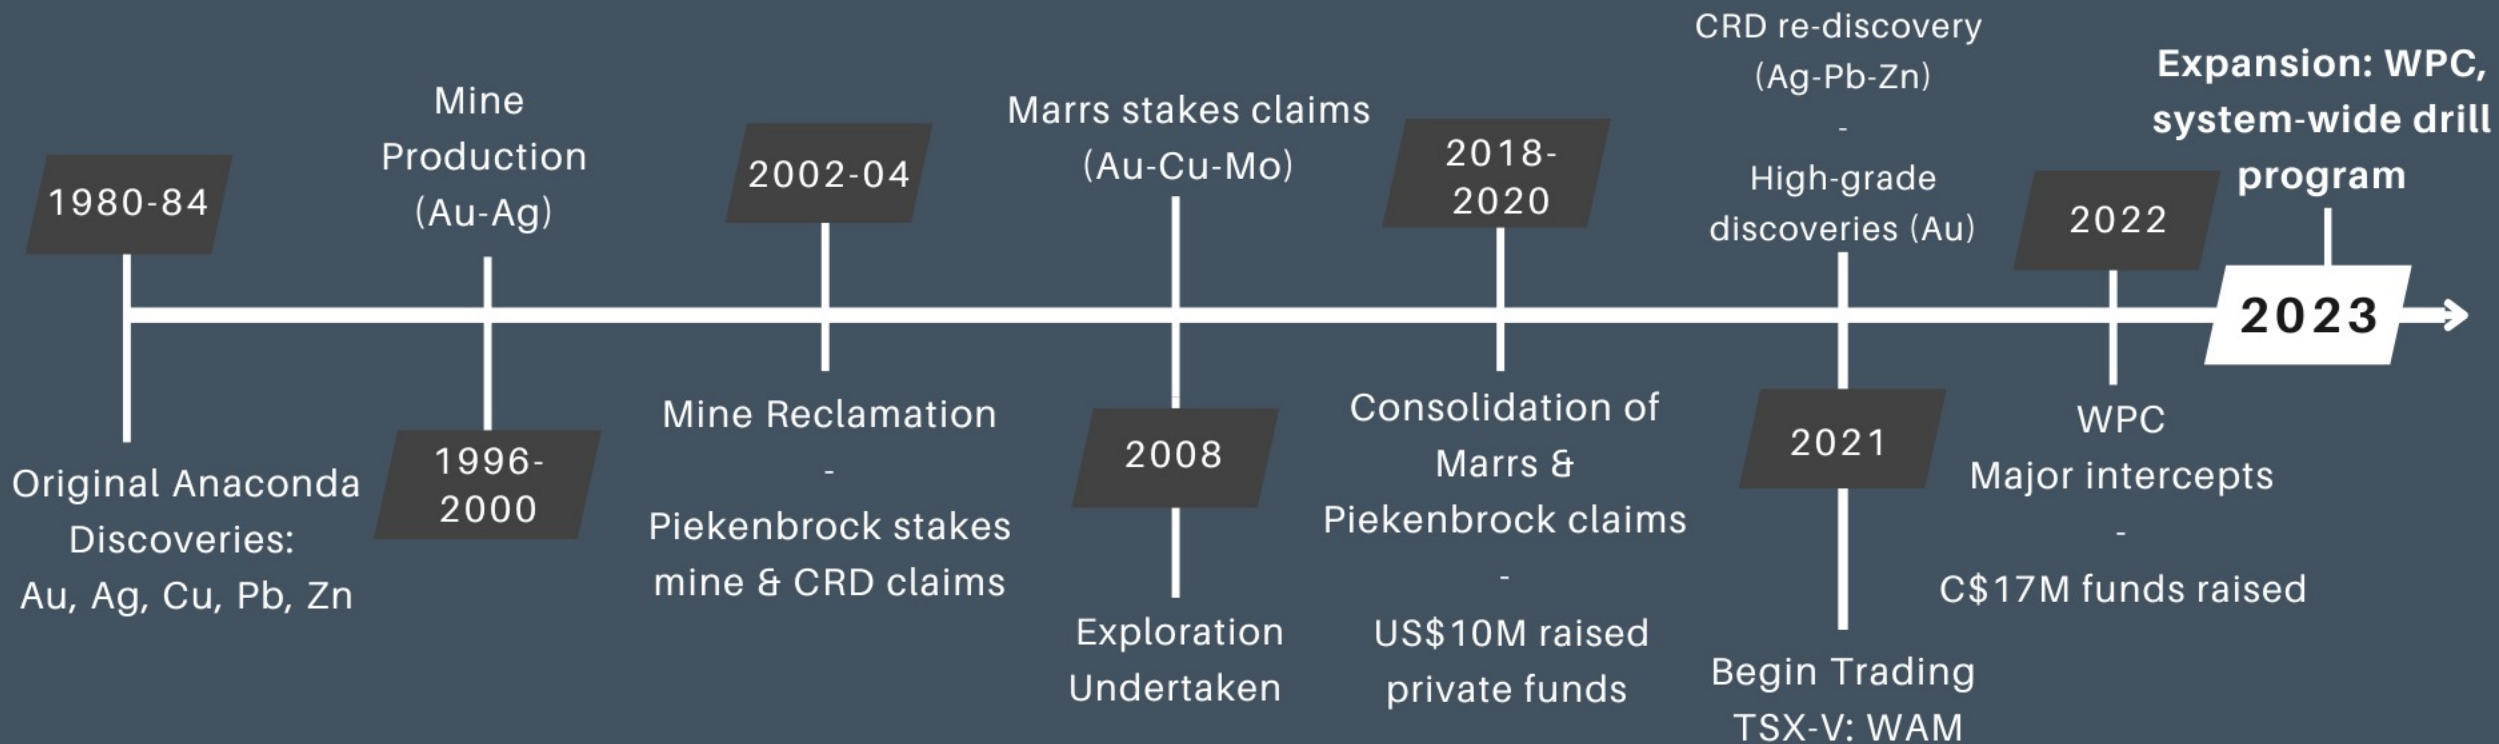 1980-84
Original Anaconda
Discoveries:
Au, Ag, Cu, Pb, Zn
Mine
Production
(Au-Ag)
1996-
2000
2002-04
Mine Reclamation
-
Piekenbrock stakes
mine & CRD claims
Marrs stakes claims
(Au-Cu-Mo)
2008
Exploration
Undertaken
2018-
2020
Consolidation of
Marrs &
Piekenbrock claims
-
US$10M raised
private funds
CRD re-discovery
(Ag-Pb-Zn)
-
High-grade
discoveries (Au)
2021
Begin Trading
TSX-V: WAM
2022
WPC
Major intercepts
-
C$17M funds raised
Expansion: WPC,
system-wide drill
program
2023